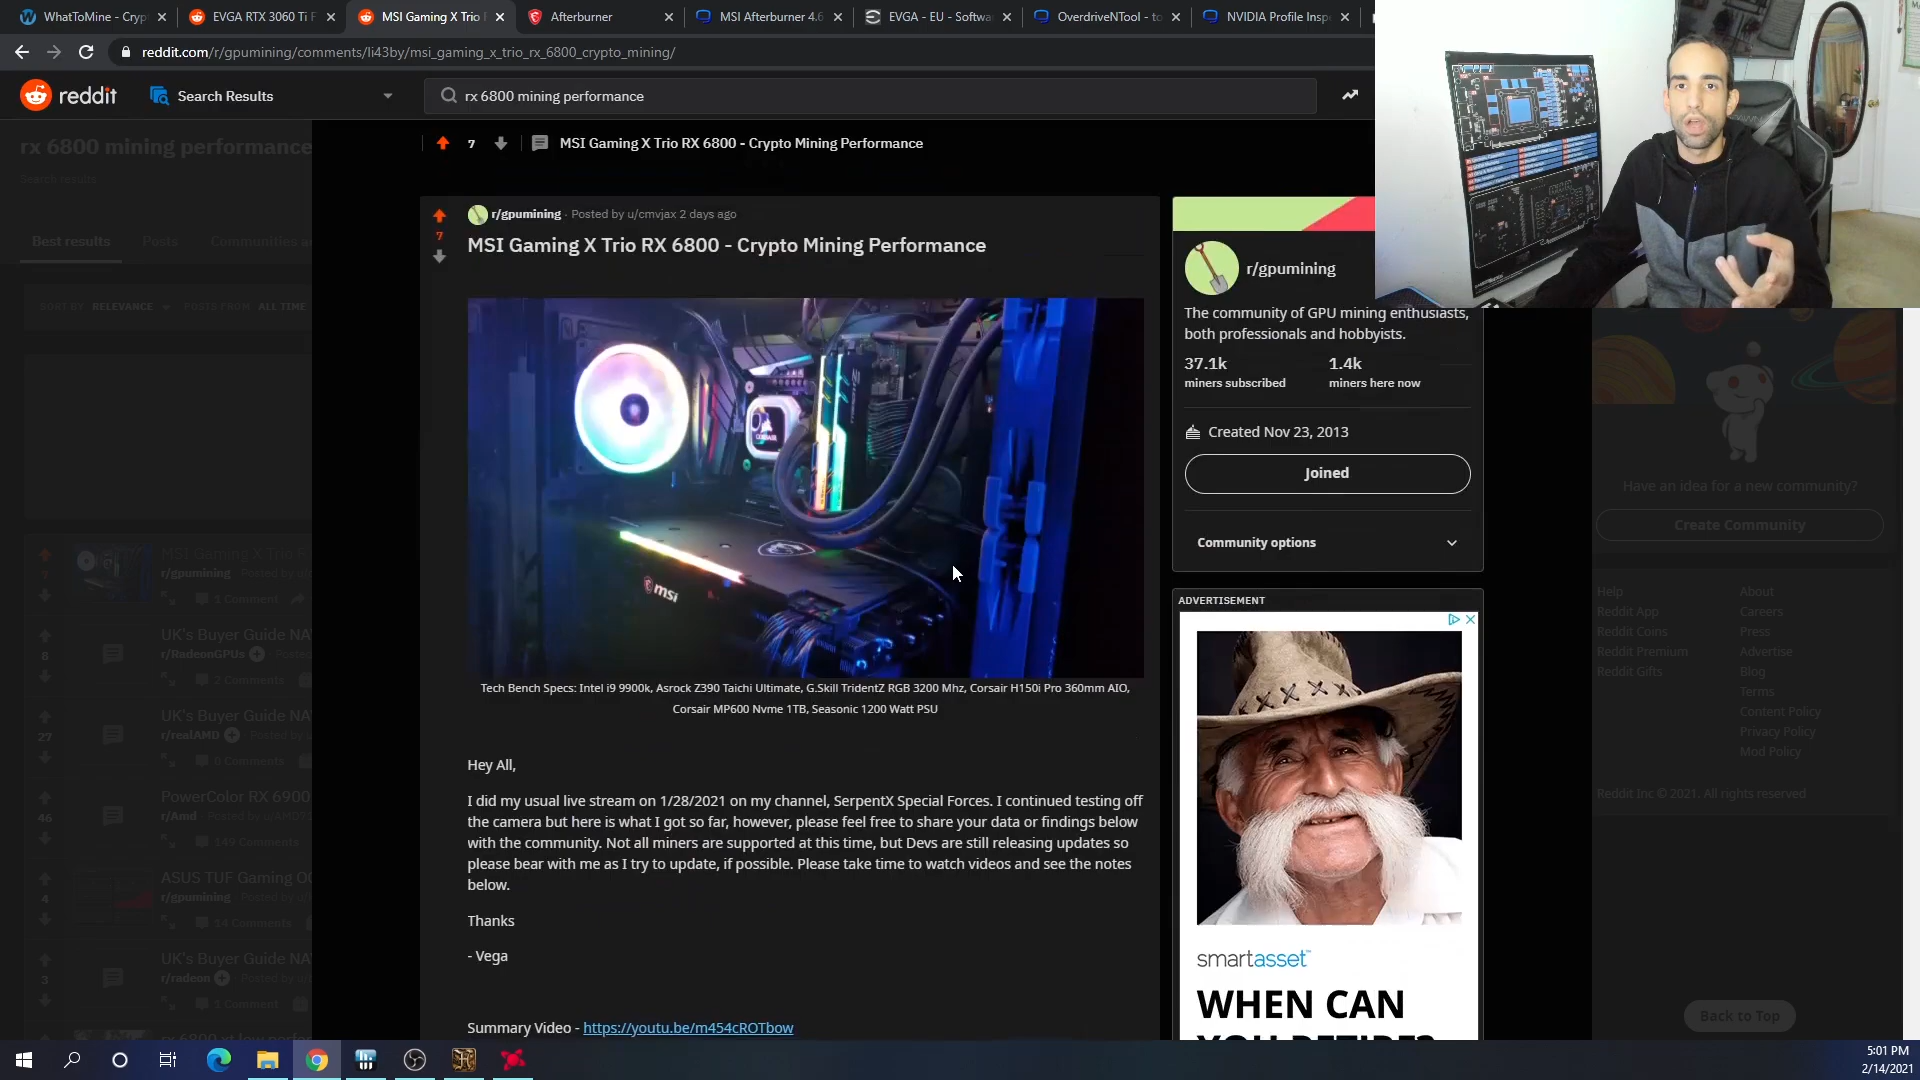 WhatToMine - Cryp
EVGA RTX 3060 Ti F
MSI Gaming X Trio
Afterburner
MSI Afterburner 4.6
EVGA - EU - Softwa
OverdriveNTool - to
NVIDIA Profile Insp
reddit.com/r/gpumining/comments/li43by/msi_gaming_x_trio_rx_6800_crypto_mining/
reddit
Search Results
rx 6800 mining performance
7
MSI Gaming X Trio RX 6800 - Crypto Mining Performance
rx 6800 mining performance
Search results
Best results
Posts
Communities a
SORT BY RELEVANCE
POSTS FROM ALL TIME
7
r/gpumining · Posted by u/cmvjax 2 days ago
MSI Gaming X Trio RX 6800 - Crypto Mining Performance
msi
Tech Bench Specs: Intel i9 9900k, Asrock Z390 Taichi Ultimate, G.Skill TridentZ RGB 3200 Mhz, Corsair H150i Pro 360mm AIO,
Corsair MP600 Nvme 1TB, Seasonic 1200 Watt PSU
Hey All,
I did my usual live stream on 1/28/2021 on my channel, SerpentX Special Forces. I continued testing off
the camera but here is what I got so far, however, please feel free to share your data or findings below
with the community. Not all miners are supported at this time, but Devs are still releasing updates so
please bear with me as I try to update, if possible. Please take time to watch videos and see the notes
below.
Thanks
- Vega
Summary Video - https://youtu.be/m454cROTbow
r/gpumining
The community of GPU mining enthusiasts,
both professionals and hobbyists.
37.1k
miners subscribed
1.4k
miners here now
Created Nov 23, 2013
Joined
Community options
ADVERTISEMENT
smartasset
WHEN CAN
YOU RETIRE?
MSI Gaming X Trio R
r/gpumining
Posted by
1 Comment
8
UK's Buyer Guide NA
r/RadeonGPUs
Posted
2 Comments
27
UK's Buyer Guide NA
r/realAMD
Posted by
0 Comments
46
PowerColor RX 6900
r/Amd
Posted by
149 Comments
4
ASUS TUF Gaming OC
r/gpumining
Posted by
14 Comments
3
UK's Buyer Guide NA
r/radeon
Posted by
1 Comment
Have an idea for a new community?
Create Community
Help
Reddit App
Reddit Coins
Reddit Premium
Reddit Gifts
About
Careers
Press
Advertise
Blog
Terms
Content Policy
Privacy Policy
Mod Policy
Reddit Inc © 2021. All rights reserved
Back to Top
5:01 PM
2/14/2021